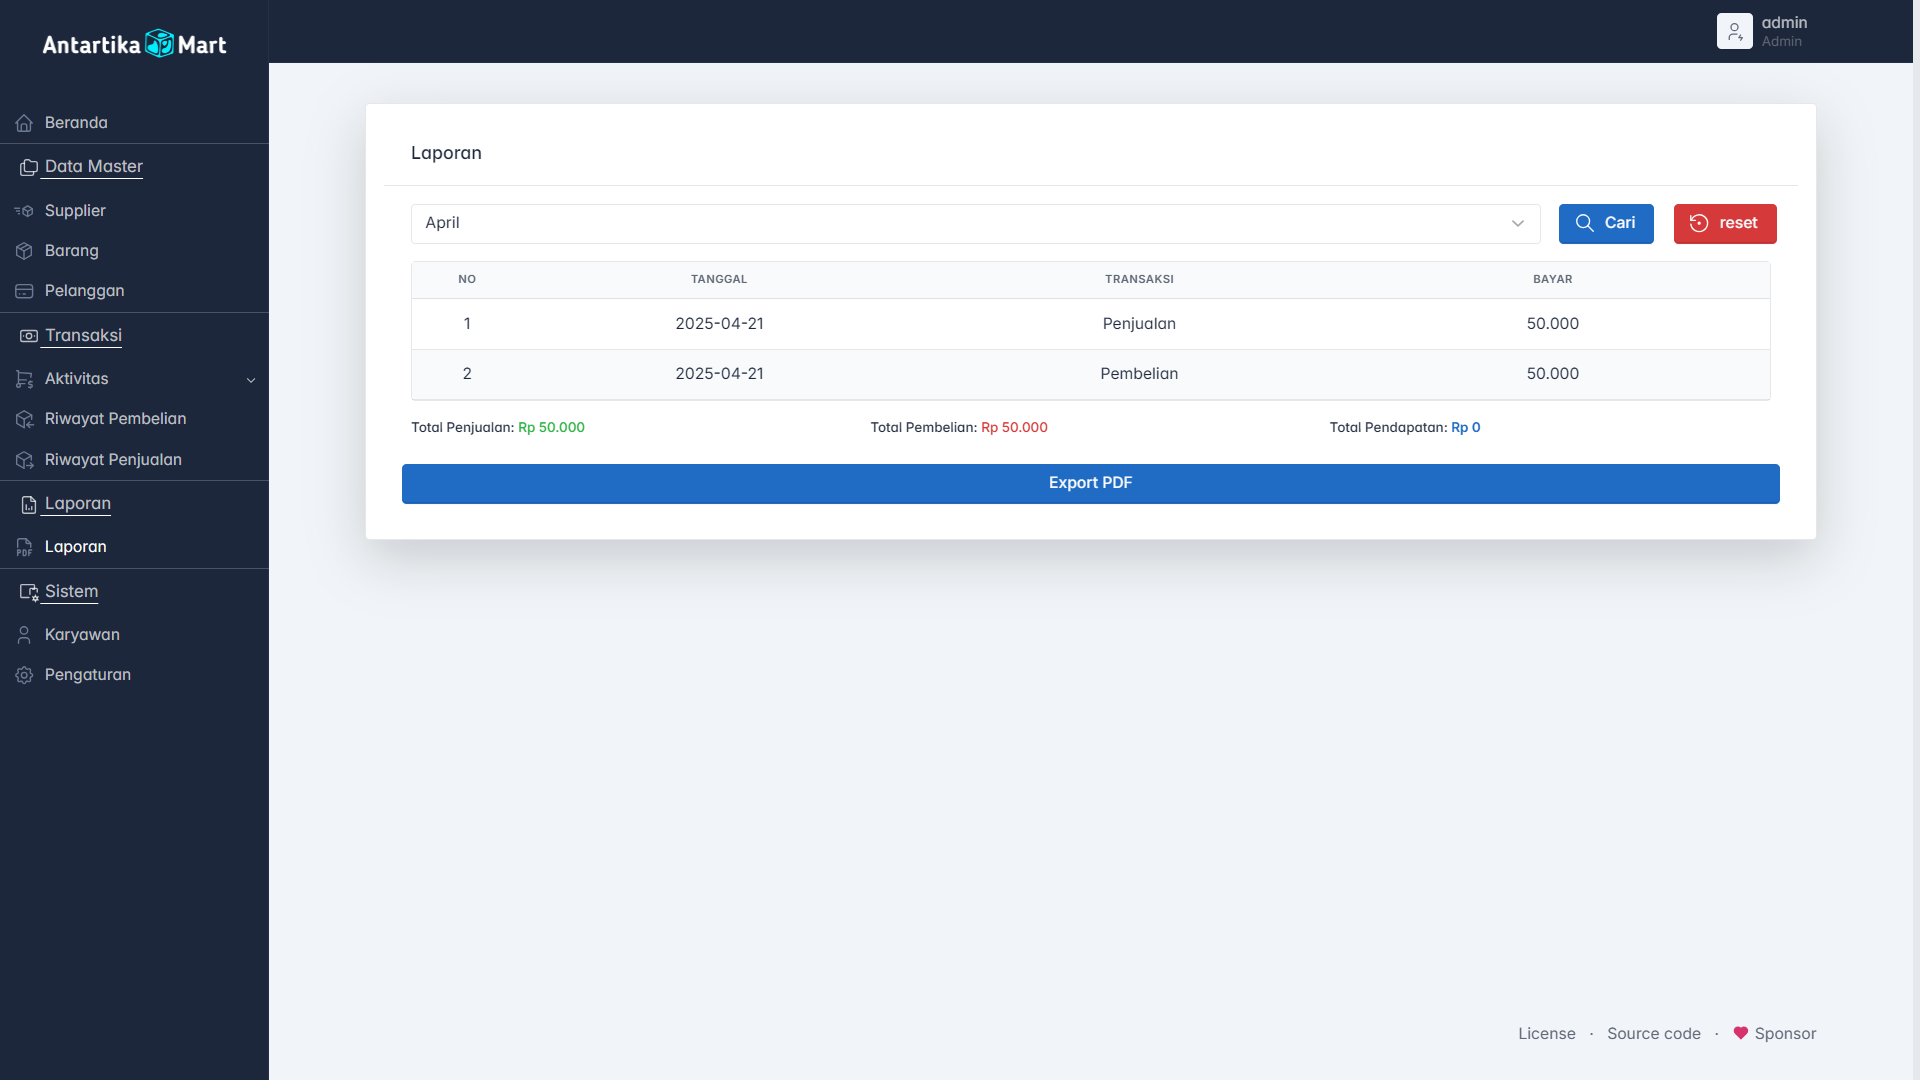 Antartika Mart
admin
Admin
Beranda
Data Master
Supplier
Barang
Pelanggan
Transaksi
Aktivitas
Riwayat Pembelian
Riwayat Penjualan
Laporan
PDF Laporan
Sistem
Karyawan
Pengaturan
Laporan
April
Cari
reset
NO TANGGAL TRANSAKSI BAYAR
1 2025-04-21 Penjualan 50.000
2 2025-04-21 Pembelian 50.000
Total Penjualan: Rp 50.000 Total Pembelian: Rp 50.000 Total Pendapatan: Rp 0
Export PDF
License · Source code · Sponsor